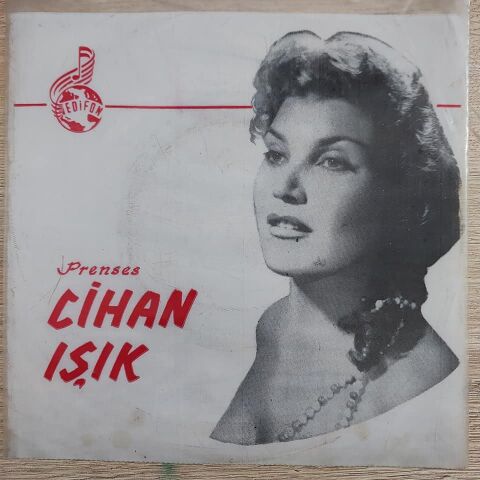 EDİFON
Prenses
CİHAN
IŞIK